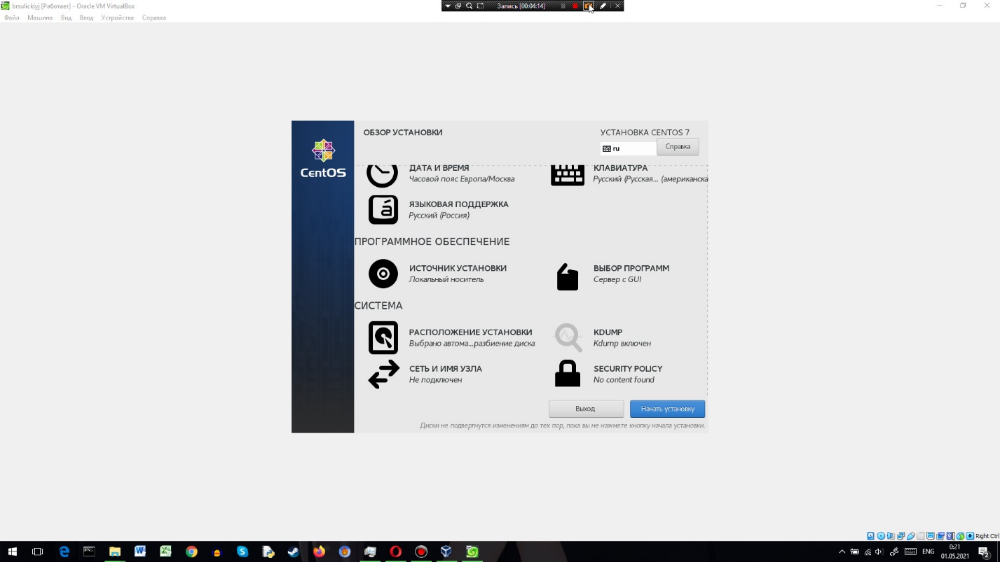 brsulickiyj [Работает] - Oracle VM VirtualBox
Запись [00:04:14]
Файл Машина Вид Ввод Устройства Справка
ОБЗОР УСТАНОВКИ
УСТАНОВКА CENTOS 7
ru
Справка
CentOS
ДАТА И ВРЕМЯ
Часовой пояс Европа/Москва
КЛАВИАТУРА
Русский (Русская... (американска
ЯЗЫКОВАЯ ПОДДЕРЖКА
Русский (Россия)
ПРОГРАММНОЕ ОБЕСПЕЧЕНИЕ
ИСТОЧНИК УСТАНОВКИ
Локальный носитель
ВЫБОР ПРОГРАММ
Сервер с GUI
СИСТЕМА
РАСПОЛОЖЕНИЕ УСТАНОВКИ
Выбрано автома...разбиение диска
KDUMP
Kdump включен
СЕТЬ И ИМЯ УЗЛА
Не подключен
SECURITY POLICY
No content found
Выход
Начать установку
Диски не подвергнутся изменениям до тех пор, пока вы не нажмете кнопку начала установки.
Right Ctrl
ENG
0:21
01.05.2021
2